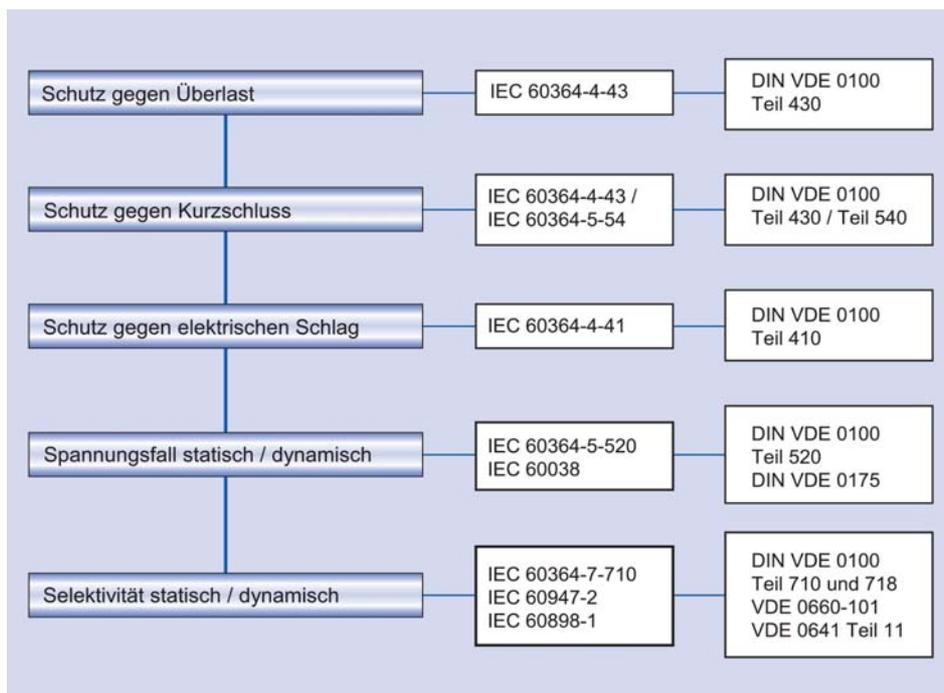 Schutz gegen Überlast
IEC 60364-4-43
DIN VDE 0100
Teil 430
Schutz gegen Kurzschluss
IEC 60364-4-43 /
IEC 60364-5-54
DIN VDE 0100
Teil 430 / Teil 540
Schutz gegen elektrischen Schlag
IEC 60364-4-41
DIN VDE 0100
Teil 410
Spannungsfall statisch / dynamisch
IEC 60364-5-520
IEC 60038
DIN VDE 0100
Teil 520
DIN VDE 0175
Selektivität statisch / dynamisch
IEC 60364-7-710
IEC 60947-2
IEC 60898-1
DIN VDE 0100
Teil 710 und 718
VDE 0660-101
VDE 0641 Teil 11